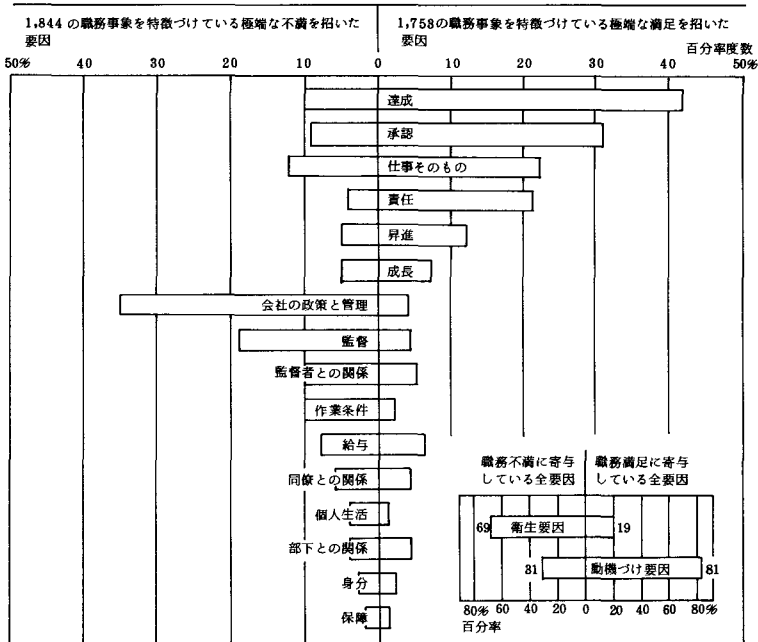 1,844 の職務事象を特徴づけている極端な不満を招いた
要因
1,753の職務事象を特徴づけている極端な満足を招いた
要因
百分率度数
50% 40 30 20 10 0 10 20 30 40 50%
達成
承認
仕事そのもの
責任
昇進
成長
会社の政策と管理
監督
監督者との関係
作業条件
給与
同僚との関係
個人生活
部下との関係
身分
保障
職務不満に寄与
している全要因
職務満足に寄与
している全要因
69 衛生要因 19
31 動機づけ要因 81
80% 60 40 20 0 20 40 60 80%
百分率